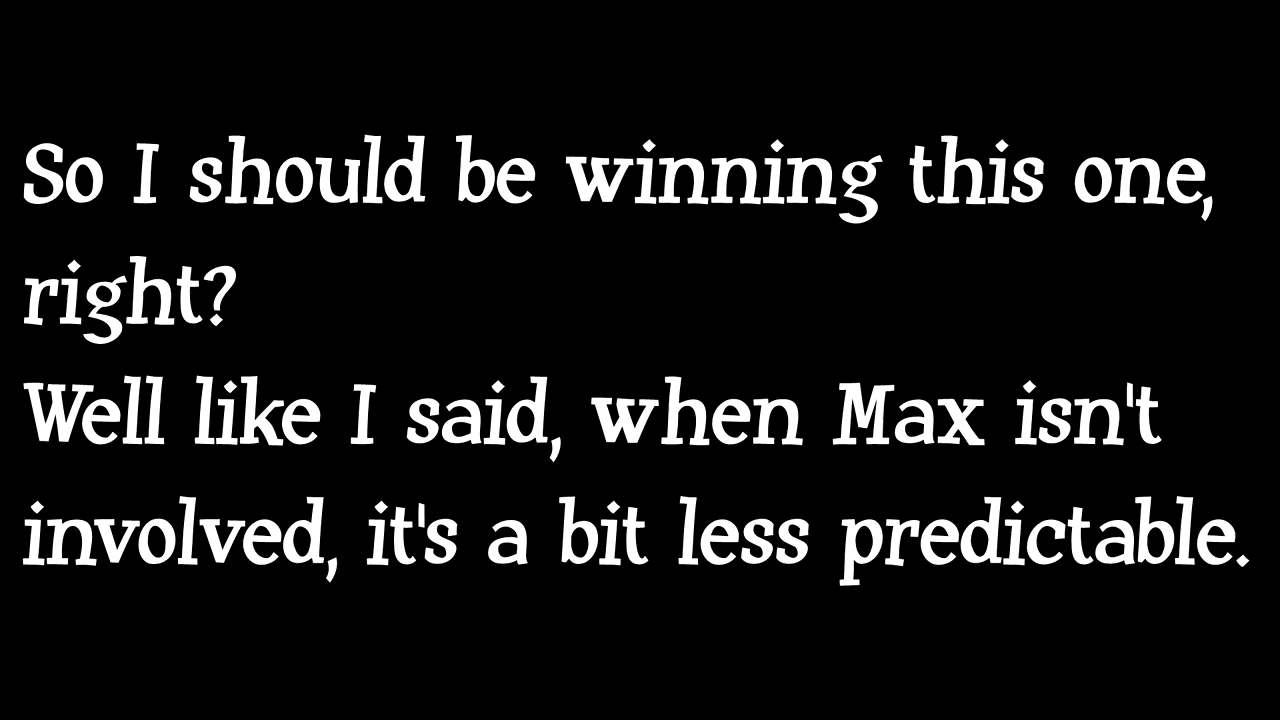 So I should be winning this one,
right?
Well like I said, when Max isn't
involved, it's a bit less predictable.